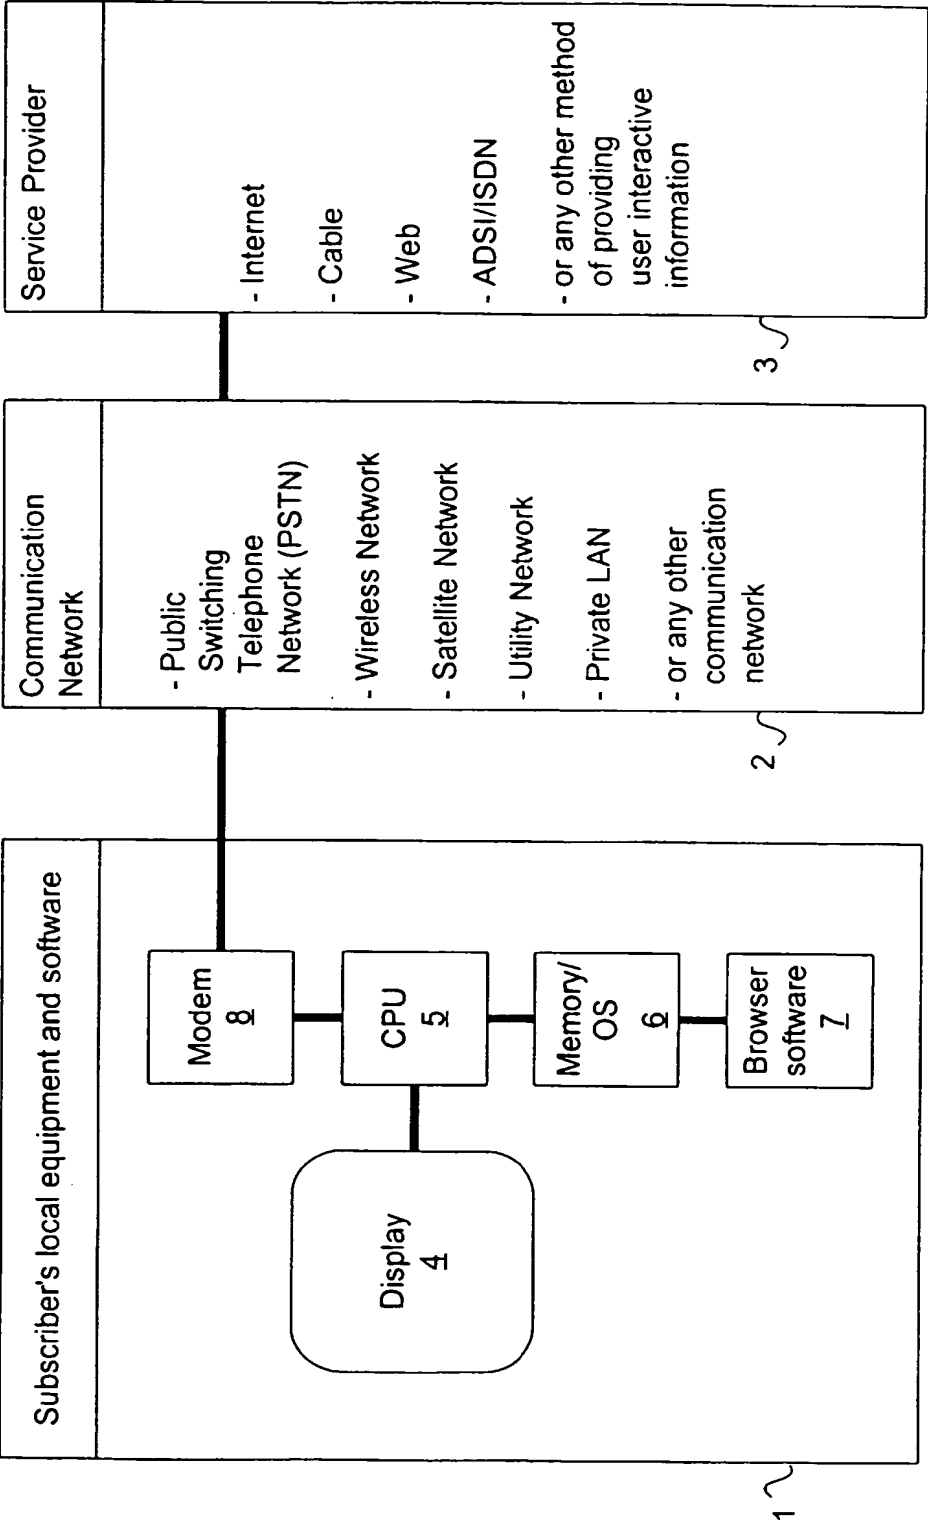 Subscriber's local equipment and software
Modem
8
CPU
5
Display
4
Memory/
OS
6
Browser
software
7
1
Communication
Network
- Public
Switching
Telephone
Network (PSTN)
- Wireless Network
- Satellite Network
- Utility Network
- Private LAN
- or any other
communication
network
2
Service Provider
- Internet
- Cable
- Web
- ADSI/ISDN
- or any other method
of providing
user interactive
information
3